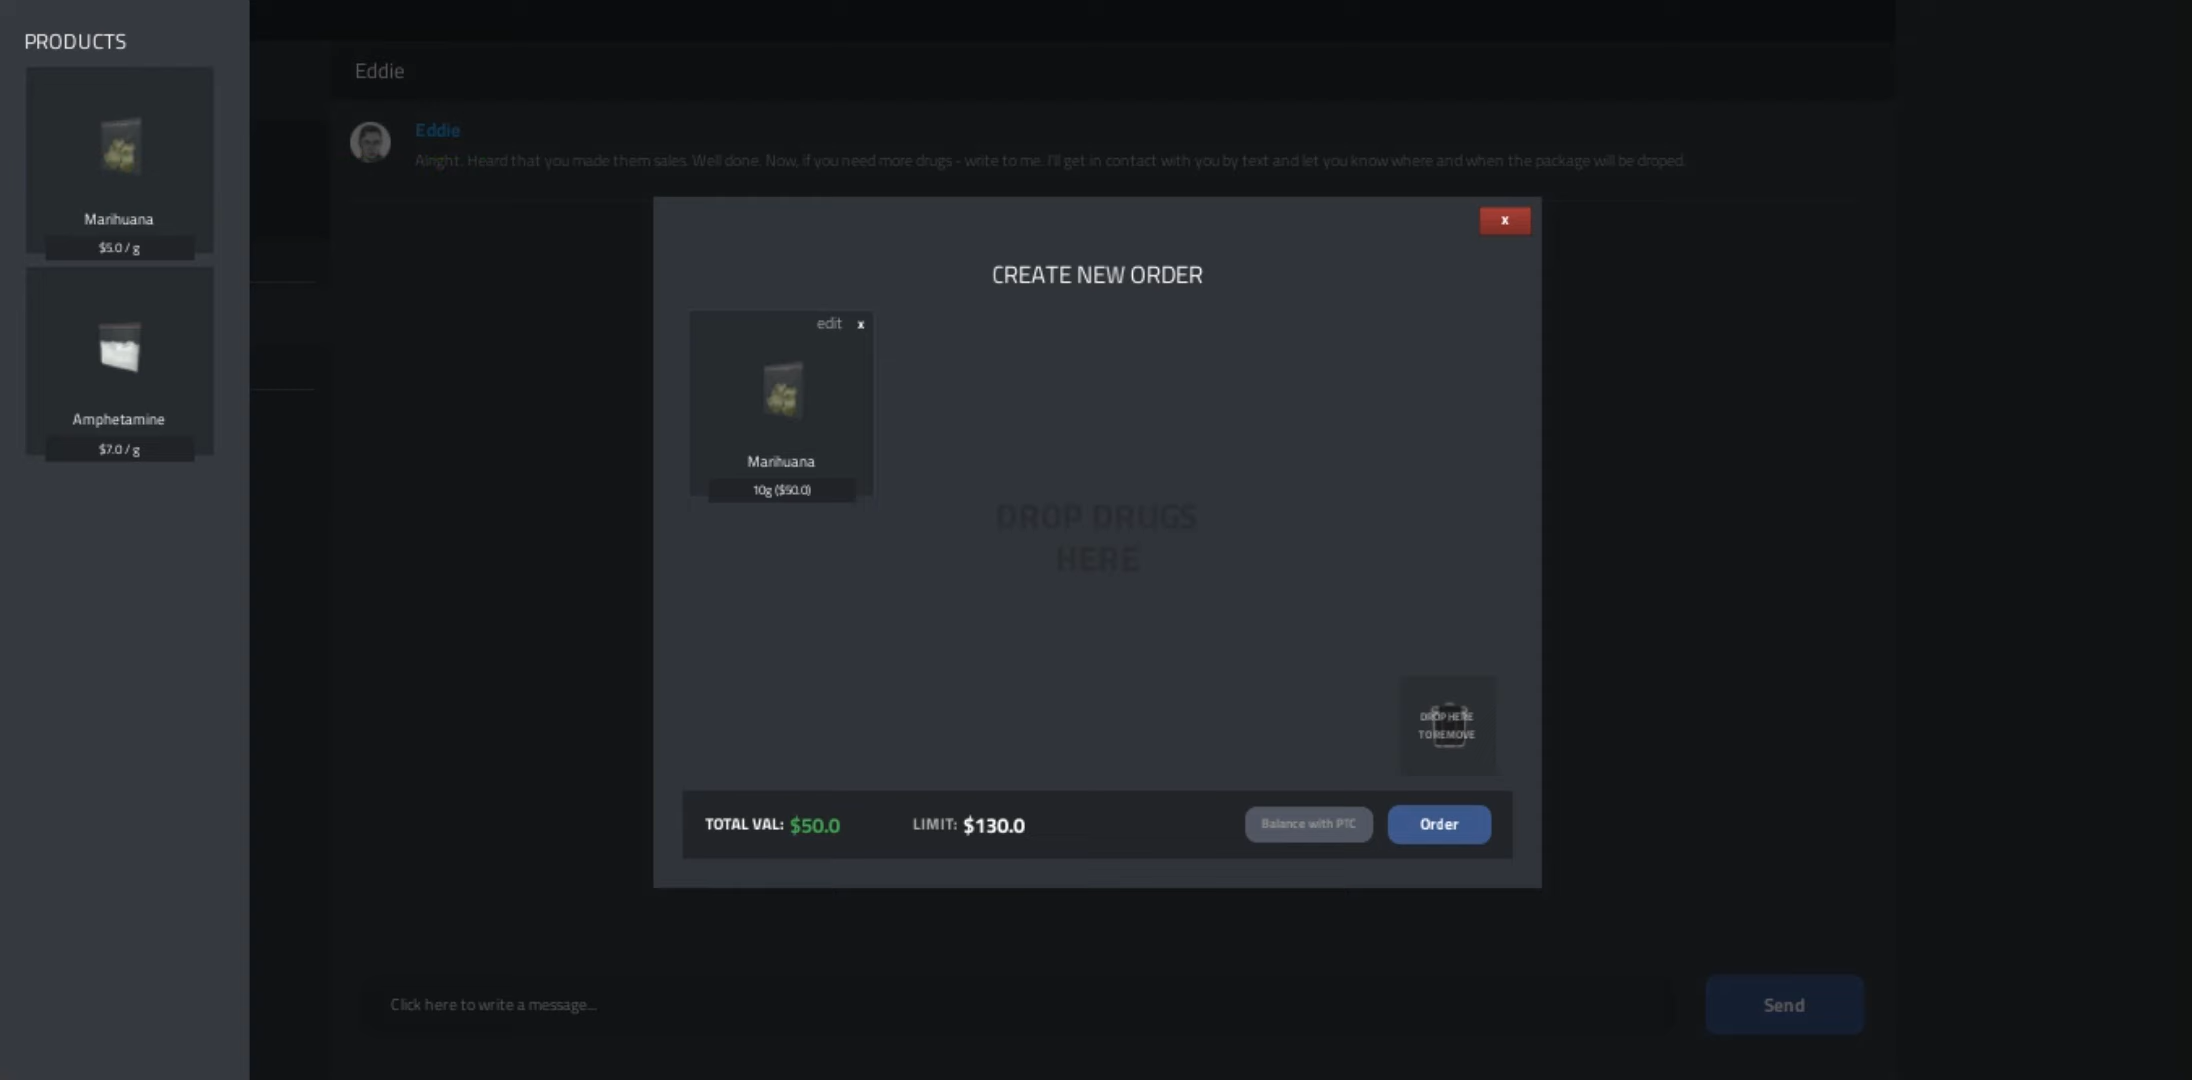 PRODUCTS
Marihuana
$5.0 / g
Amphetamine
$7.0 / g
Eddie
Eddie
Alright. Heard that you made them sales. Well done. Now, if you need more drugs - write to me. I'll get in contact with you by text and let you know where and when the package will be droped.
x
CREATE NEW ORDER
edit x
Marihuana
10g ($50.0)
DROP DRUGS
HERE
DROP HERE
TO REMOVE
TOTAL VAL: $50.0 LIMIT: $130.0 Balance with PTC Order
Click here to write a message... Send